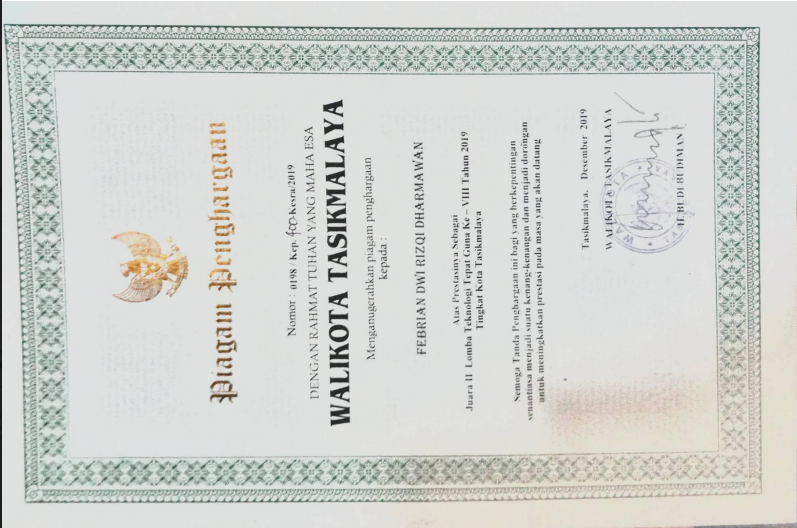 Piagam Penghargaan
Nomor : 0198 / Kep. 400-Kesra/2019
DENGAN RAHMAT TUHAN YANG MAHA ESA
WALIKOTA TASIKMALAYA
Menganugerahkan piagam penghargaan
kepada :
FEBRIAN DWI RIZQI DHARMAWAN
Atas Prestasinya Sebagai
Juara II Lomba Teknologi Tepat Guna Ke – VIII Tahun 2019
Tingkat Kota Tasikmalaya
Semoga Tanda Penghargaan ini bagi yang berkepentingan
senantiasa menjadi suatu kenang-kenangan dan menjadi dorongan
untuk meningkatkan prestasi pada masa yang akan datang
Tasikmalaya, Desember 2019
WALIKOTA TASIKMALAYA
H. BUDI BUDIMAN